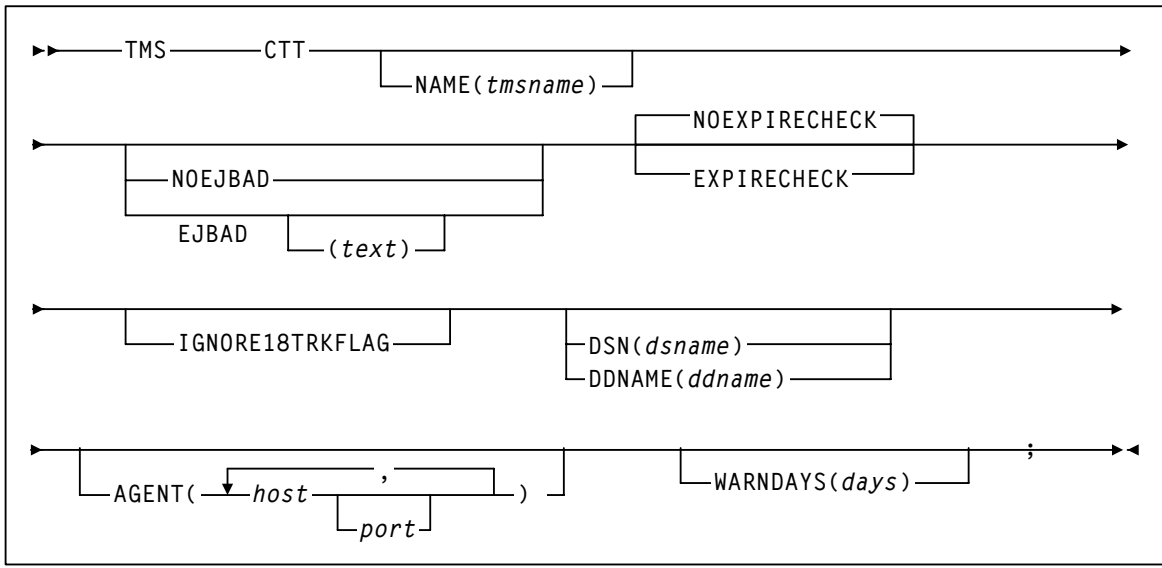 TMS CTT
NAME(tmsname)
NOEXPIRECHECK
NOEJBAD
EXPIRECHECK
EJBAD
(text)
IGNORE18TRKFLAG
DSN(dsname)
DDNAME(ddname)
;
,
AGENT( host )
WARNDAYS(days)
port